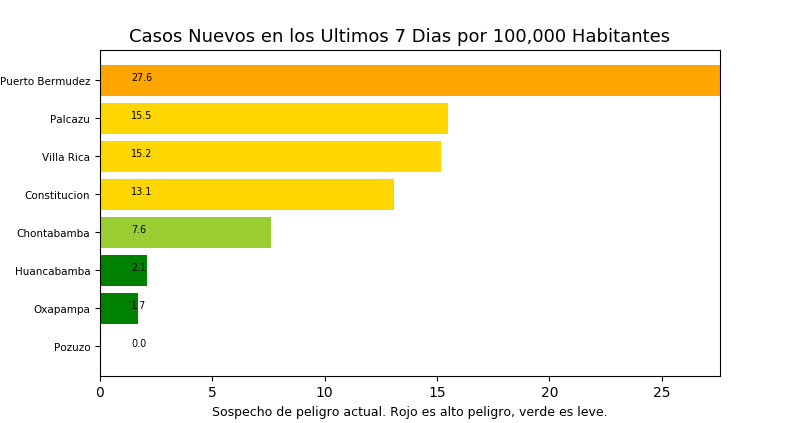 Casos Nuevos en los Ultimos 7 Dias por 100,000 Habitantes
Puerto Bermudez 27.6
Palcazu 15.5
Villa Rica 15.2
Constitucion 13.1
Chontabamba 7.6
Huancabamba 2.1
Oxapampa 1.7
Pozuzo 0.0
0 5 10 15 20 25
Sospecho de peligro actual. Rojo es alto peligro, verde es leve.